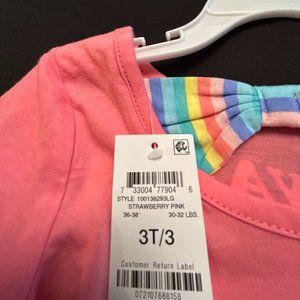 7 33004 77904 6
STYLE 100138293LG
STRAWBERRY PINK
36-38" 30-32 LBS.
3T/3
Customer Return Label
072107688158